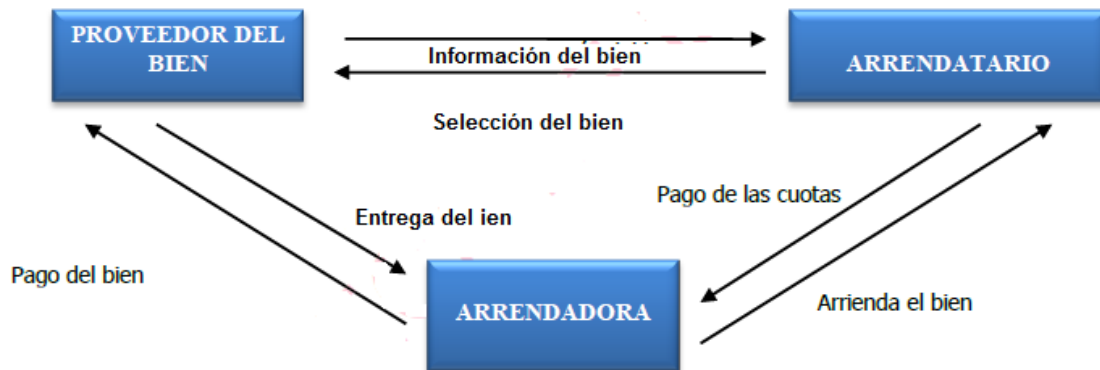 PROVEEDOR DEL
BIEN
Información del bien
ARRENDATARIO
Selección del bien
Pago de las cuotas
Entrega del ien
Pago del bien
ARRENDADORA
Arrienda el bien